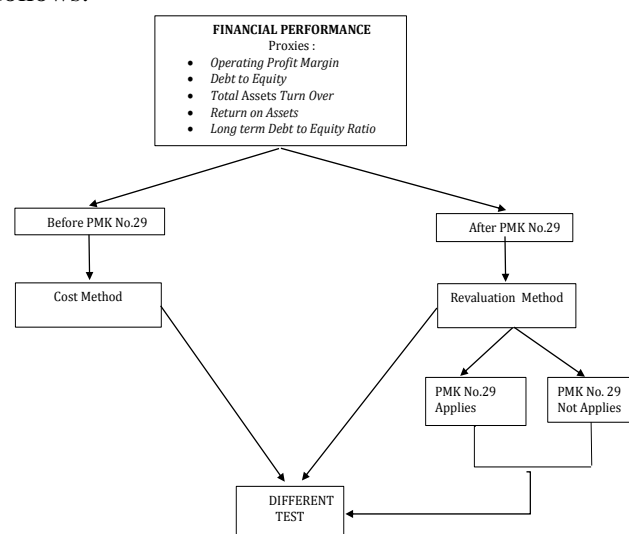 FINANCIAL PERFORMANCE
Proxies :
• Operating Profit Margin
• Debt to Equity
• Total Assets Turn Over
• Return on Assets
• Long term Debt to Equity Ratio
Before PMK No.29
After PMK No.29
Cost Method
Revaluation Method
PMK No.29
Applies
PMK No. 29
Not Applies
DIFFERENT
TEST